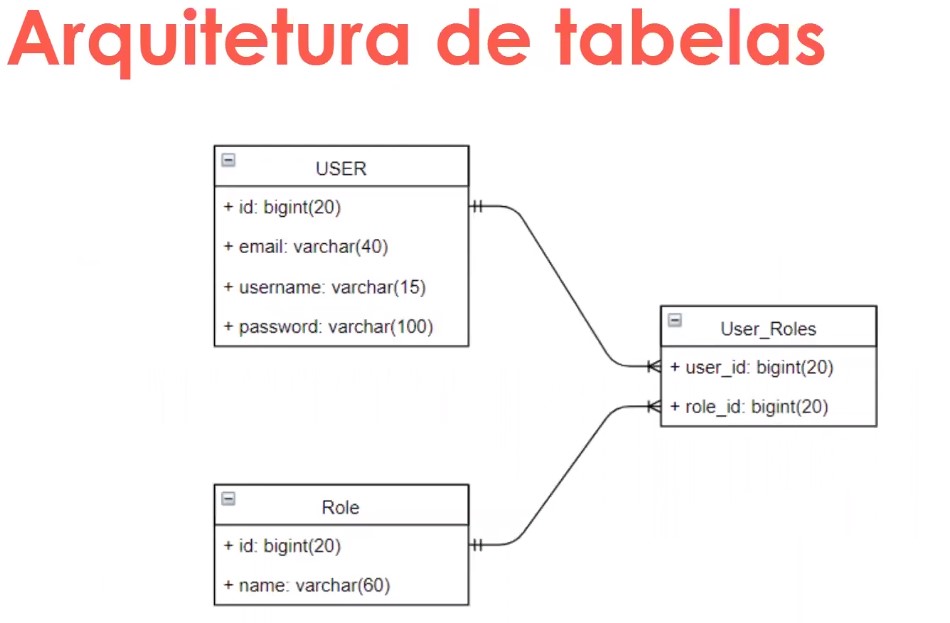 Arquitetura de tabelas
USER
+ id: bigint(20)
+ email: varchar(40)
+ username: varchar(15)
+ password: varchar(100)
User_Roles
+ user_id: bigint(20)
+ role_id: bigint(20)
Role
+ id: bigint(20)
+ name: varchar(60)